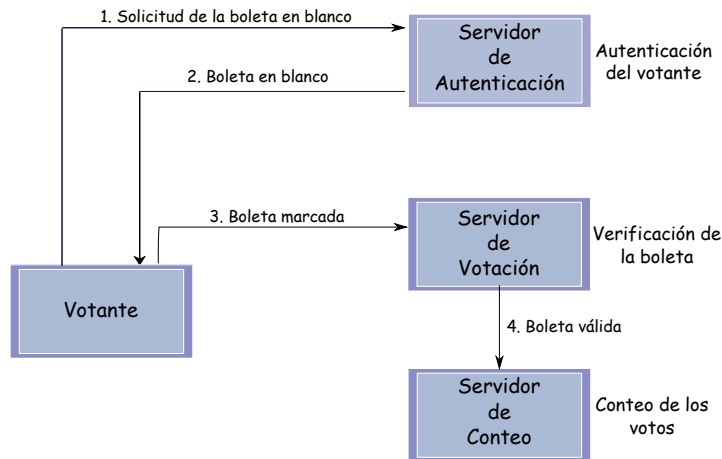 1. Solicitud de la boleta en blanco
Servidor
de
Autenticación
Autenticación
del votante
2. Boleta en blanco
3. Boleta marcada
Servidor
de
Votación
Verificación de
la boleta
Votante
4. Boleta válida
Servidor
de
Conteo
Conteo de los
votos